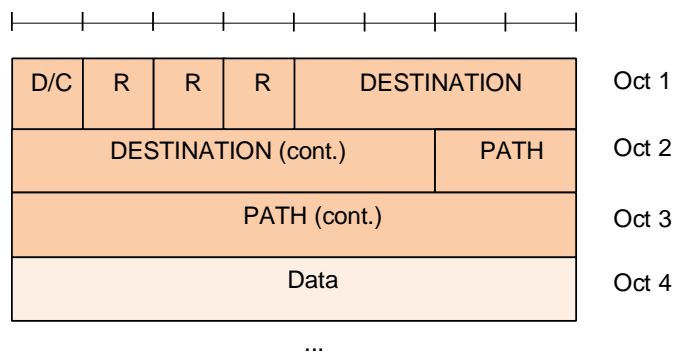 D/C R R R DESTINATION Oct 1
DESTINATION (cont.) PATH Oct 2
PATH (cont.) Oct 3
Data Oct 4
...